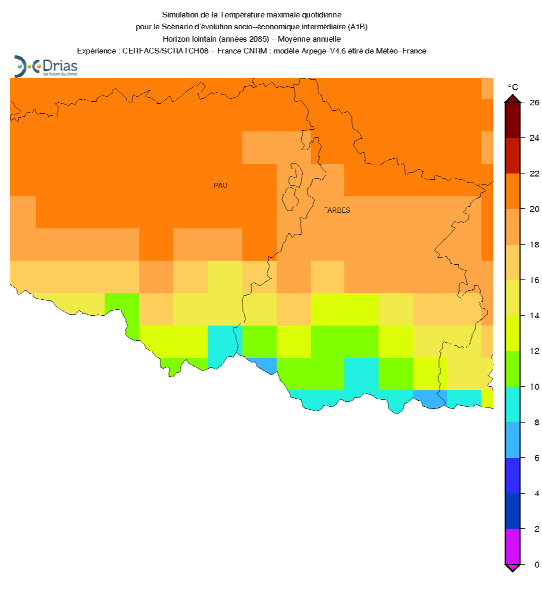 Simulation de la Température maximale quotidienne
pour le Scénario d'évolution socio-économique intermédiaire (A1B)
Horizon lointain (années 2085) - Moyenne annuelle
Expérience : CERFACS/SCRATCH08 - France CNRM : modèle Arpege-V4.6 étiré de Météo-France
Drias
les futurs du climat
°C
26
24
22
20
18
16
14
12
10
8
6
4
2
0
PAU
TARBES